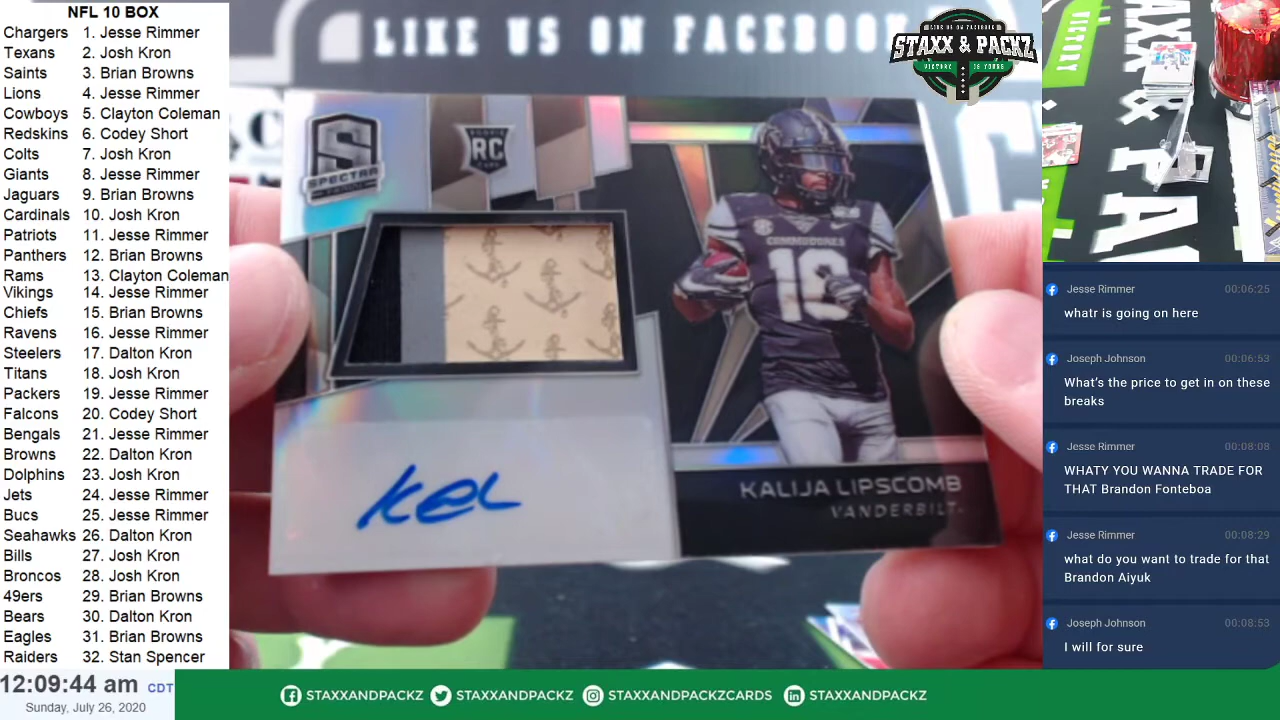 NFL 10 BOX
Chargers 1. Jesse Rimmer
Texans 2. Josh Kron
Saints 3. Brian Browns
Lions 4. Jesse Rimmer
Cowboys 5. Clayton Coleman
Redskins 6. Codey Short
Colts 7. Josh Kron
Giants 8. Jesse Rimmer
Jaguars 9. Brian Browns
Cardinals 10. Josh Kron
Patriots 11. Jesse Rimmer
Panthers 12. Brian Browns
Rams 13. Clayton Coleman
Vikings 14. Jesse Rimmer
Chiefs 15. Brian Browns
Ravens 16. Jesse Rimmer
Steelers 17. Dalton Kron
Titans 18. Josh Kron
Packers 19. Jesse Rimmer
Falcons 20. Codey Short
Bengals 21. Jesse Rimmer
Browns 22. Dalton Kron
Dolphins 23. Josh Kron
Jets 24. Jesse Rimmer
Bucs 25. Jesse Rimmer
Seahawks 26. Dalton Kron
Bills 27. Josh Kron
Broncos 28. Josh Kron
49ers 29. Brian Browns
Bears 30. Dalton Kron
Eagles 31. Brian Browns
Raiders 32. Stan Spencer
12:09:44 am CDT
Sunday, July 26, 2020
LIKE US ON FACEBOOK
LIKE US ON FACEBOOK
STAXX & PACKZ
VICTORY IS YOURS
S
SPECTRA
RC
COMMODORES
10
KALIJA LIPSCOMB
VANDERBILT
VICTORY
Jesse Rimmer 00:06:25
whatr is going on here
Joseph Johnson 00:06:53
What's the price to get in on these
breaks
Jesse Rimmer 00:08:08
WHATY YOU WANNA TRADE FOR
THAT Brandon Fonteboa
Jesse Rimmer 00:08:29
what do you want to trade for that
Brandon Aiyuk
Joseph Johnson 00:08:53
I will for sure
STAXXANDPACKZ STAXXANDPACKZ STAXXANDPACKZCARDS STAXXANDPACKZ